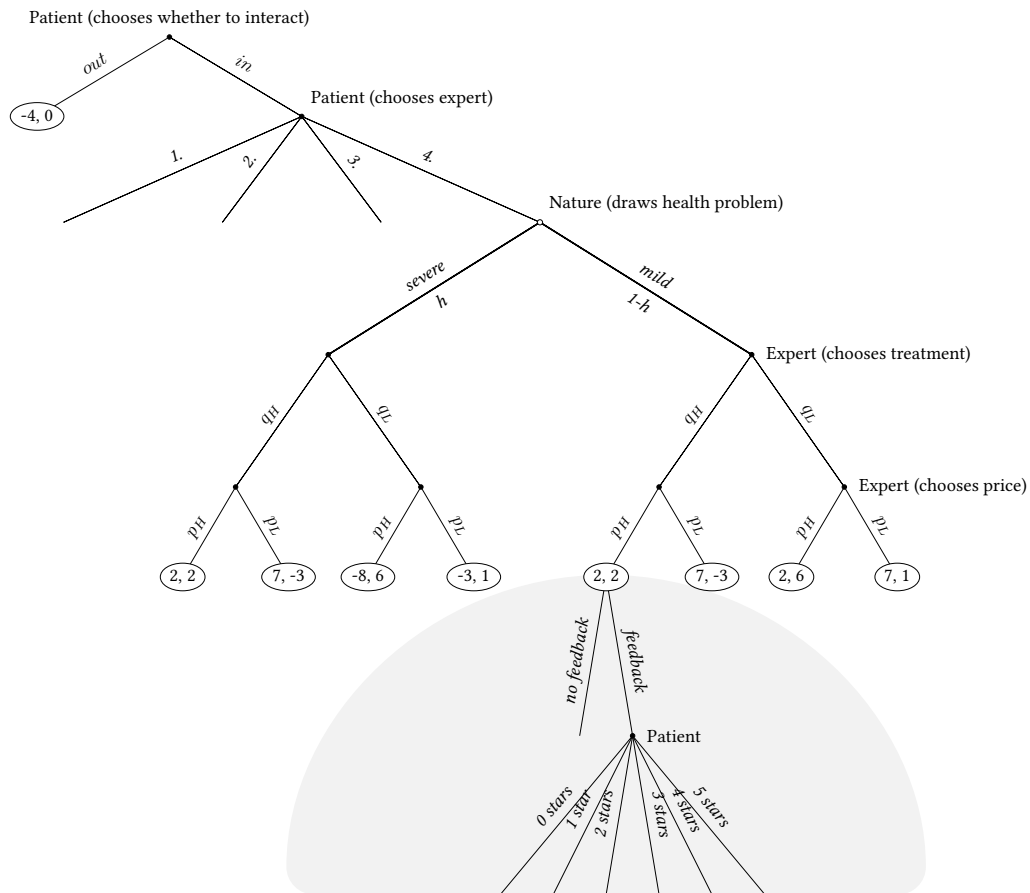 Patient (chooses whether to interact)
out
in
-4, 0
Patient (chooses expert)
1.
2.
3.
4.
Nature (draws health problem)
severe
h
mild
1-h
Expert (chooses treatment)
qH
qL
qH
qL
Expert (chooses price)
pH
pL
pH
pL
pH
pL
pH
pL
2, 2
7, -3
-8, 6
-3, 1
2, 2
7, -3
2, 6
7, 1
no feedback
feedback
Patient
0 stars
1 star
2 stars
3 stars
4 stars
5 stars